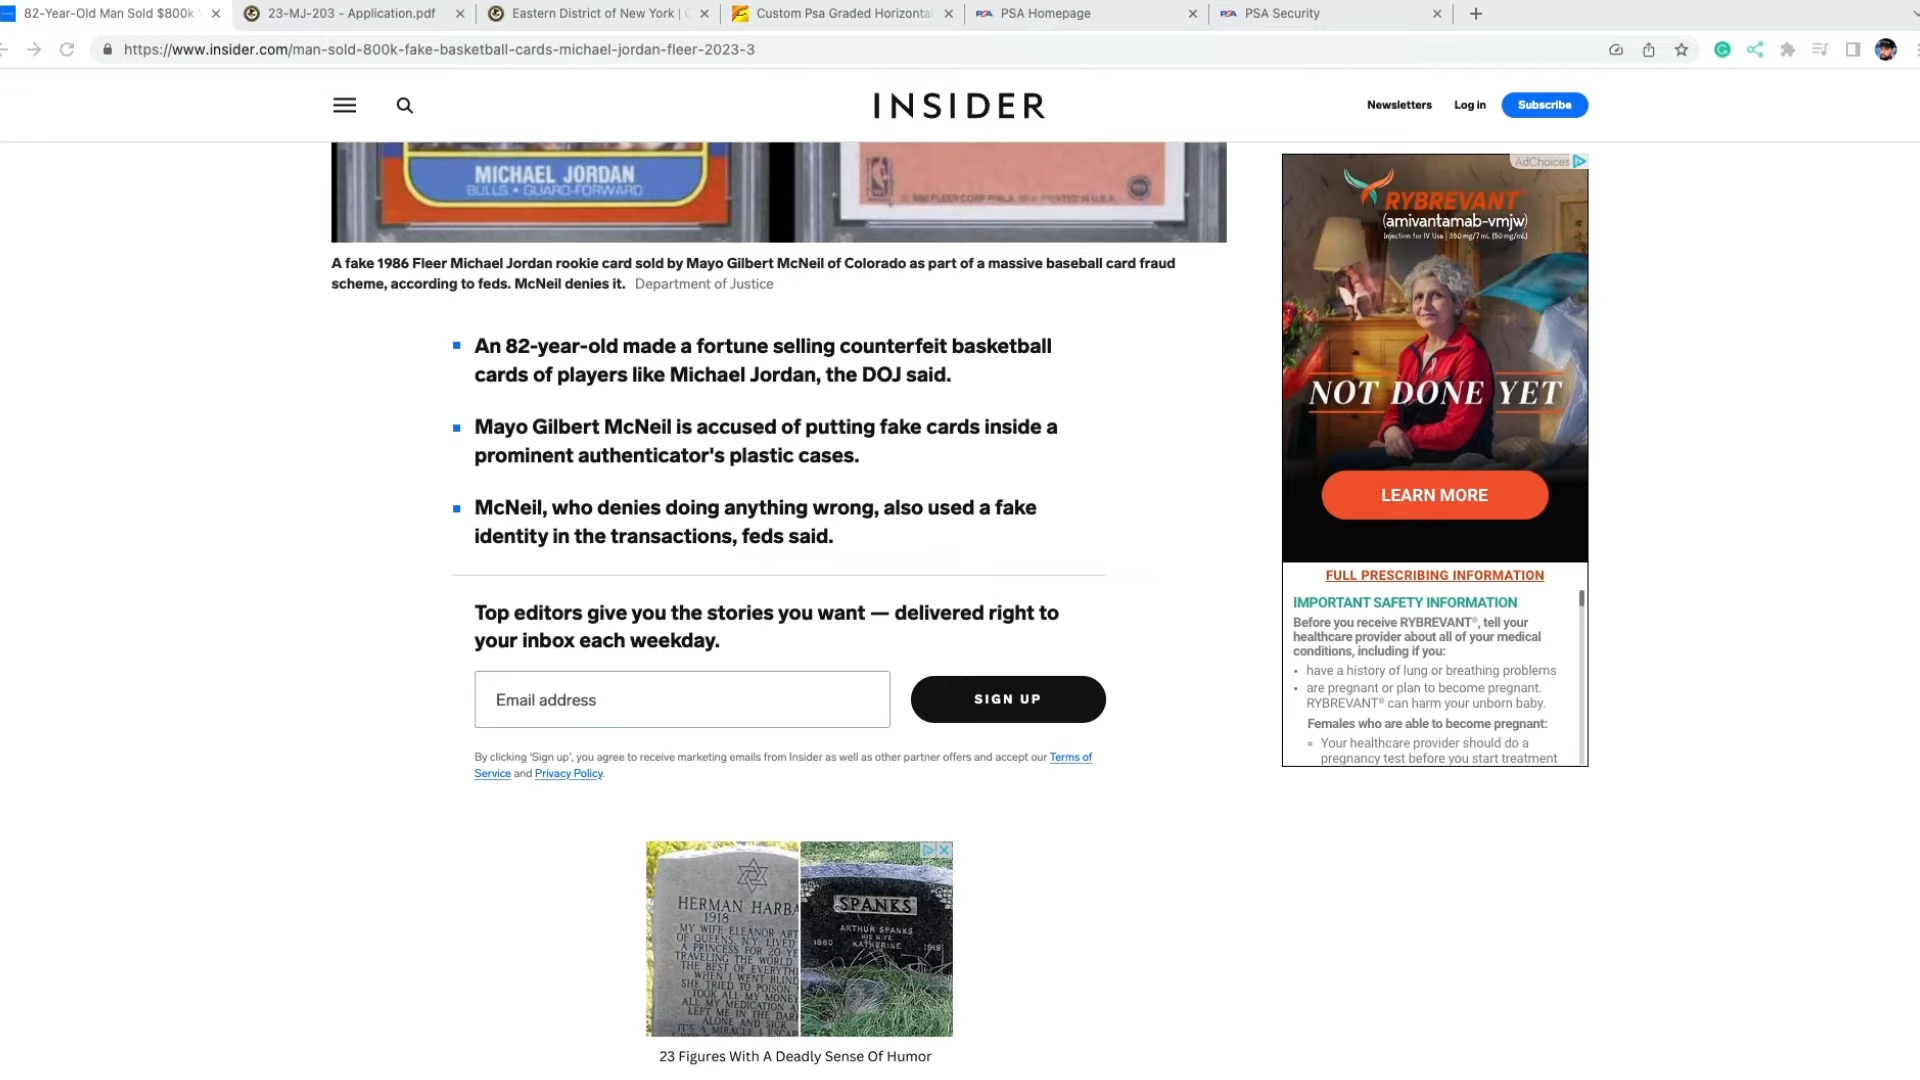 82-Year-Old Man Sold $800k
23-MJ-203 - Application.pdf
Eastern District of New York |
Custom Psa Graded Horizonta
PSA Homepage
PSA Security
https://www.insider.com/man-sold-800k-fake-basketball-cards-michael-jordan-fleer-2023-3
INSIDER
Newsletters
Log in
Subscribe
MICHAEL JORDAN
BULLS • GUARD-FORWARD
A fake 1986 Fleer Michael Jordan rookie card sold by Mayo Gilbert McNeil of Colorado as part of a massive baseball card fraud
scheme, according to feds. McNeil denies it. Department of Justice
An 82-year-old made a fortune selling counterfeit basketball
cards of players like Michael Jordan, the DOJ said.
Mayo Gilbert McNeil is accused of putting fake cards inside a
prominent authenticator's plastic cases.
McNeil, who denies doing anything wrong, also used a fake
identity in the transactions, feds said.
Top editors give you the stories you want — delivered right to
your inbox each weekday.
Email address
SIGN UP
By clicking 'Sign up', you agree to receive marketing emails from Insider as well as other partner offers and accept our Terms of
Service and Privacy Policy.
AdChoices
RYBREVANT
(amivantamab-vmjw)
Injection for IV Use | 350 mg/7 mL (50 mg/mL)
NOT DONE YET
LEARN MORE
FULL PRESCRIBING INFORMATION
IMPORTANT SAFETY INFORMATION
Before you receive RYBREVANT®, tell your
healthcare provider about all of your medical
conditions, including if you:
• have a history of lung or breathing problems
• are pregnant or plan to become pregnant.
RYBREVANT® can harm your unborn baby.
Females who are able to become pregnant:
Your healthcare provider should do a
pregnancy test before you start treatment
HERMAN HARBA
1918
MY WIFE ELEANOR ART
OF QUEENS, N.Y. LIVED
A PRINCESS FOR 20 YE
TRAVELING THE WORLD
THE BEST OF EVERYTHI
WHEN I WENT BLIND
SHE TRIED TO POISON
TOOK ALL MY MONEY
ALL MY MEDICATION A
LEFT ME IN THE DAR
ALONE AND SICK
IT'S A MIRACLE I ESCAP
SPANKS
ARTHUR SPANKS
HIS WIFE
1860 KATHERINE 1919
23 Figures With A Deadly Sense Of Humor